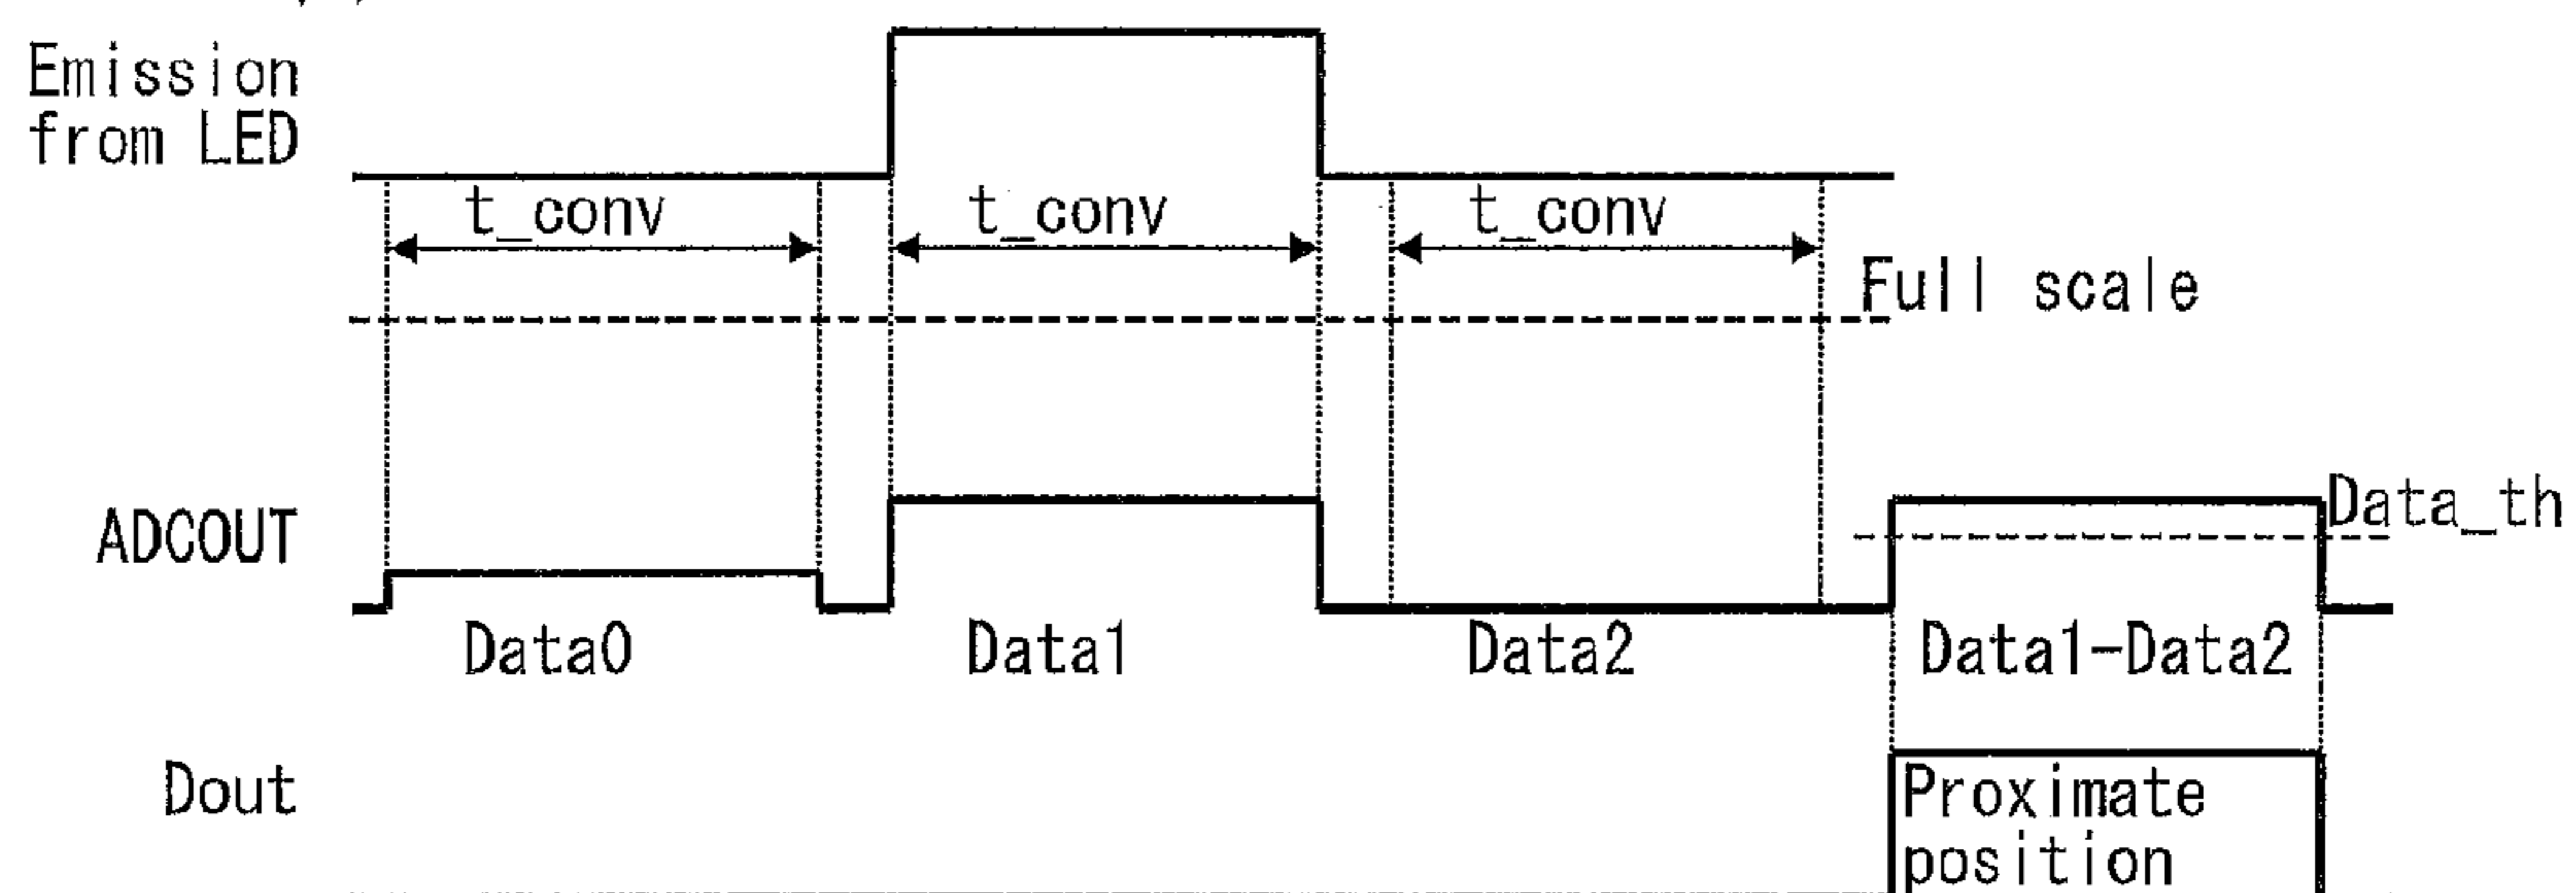 Emission
from LED
t_conv
t_conv
t_conv
Full scale
ADCOUT
Data_th
Data0
Data1
Data2
Data1-Data2
Dout
Proximate
position